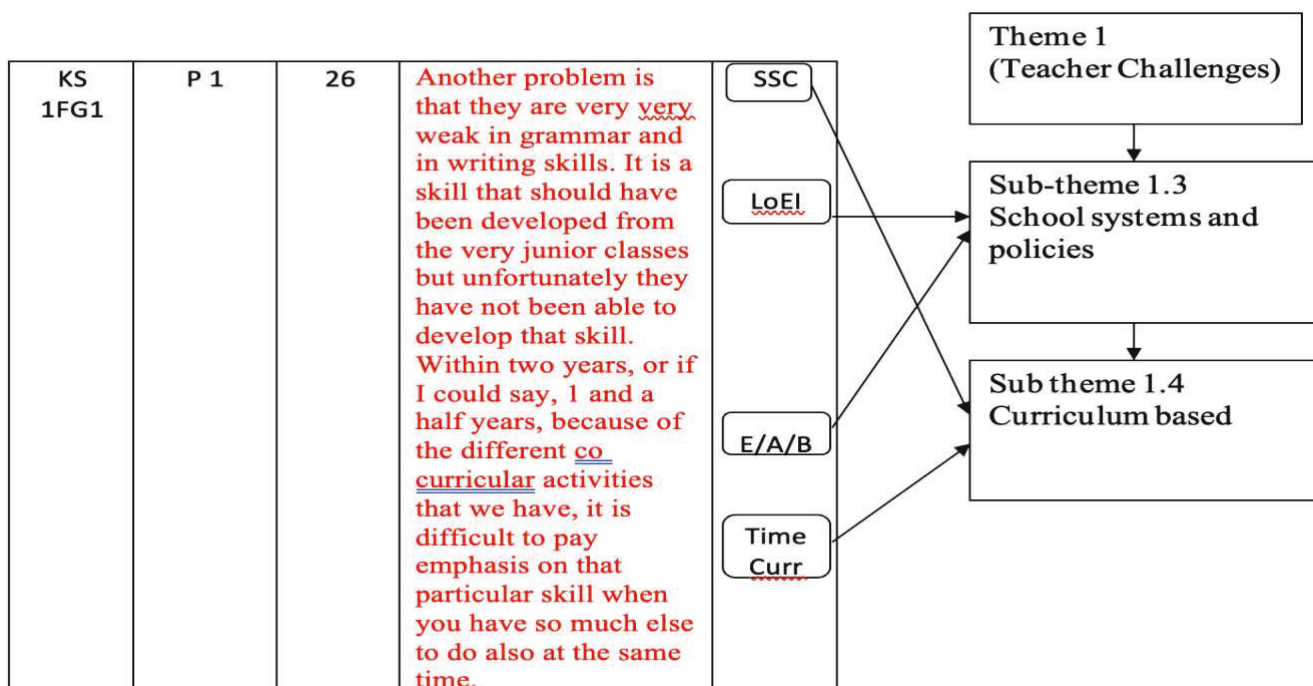 KS
1FG1
P 1
26
Another problem is
that they are very very
weak in grammar and
in writing skills. It is a
skill that should have
been developed from
the very junior classes
but unfortunately they
have not been able to
develop that skill.
Within two years, or if
I could say, 1 and a
half years, because of
the different co
curricular activities
that we have, it is
difficult to pay
emphasis on that
particular skill when
you have so much else
to do also at the same
time.
SSC
LoEI
E/A/B
Time
Curr
Theme 1
(Teacher Challenges)
Sub-theme 1.3
School systems and
policies
Sub theme 1.4
Curriculum based